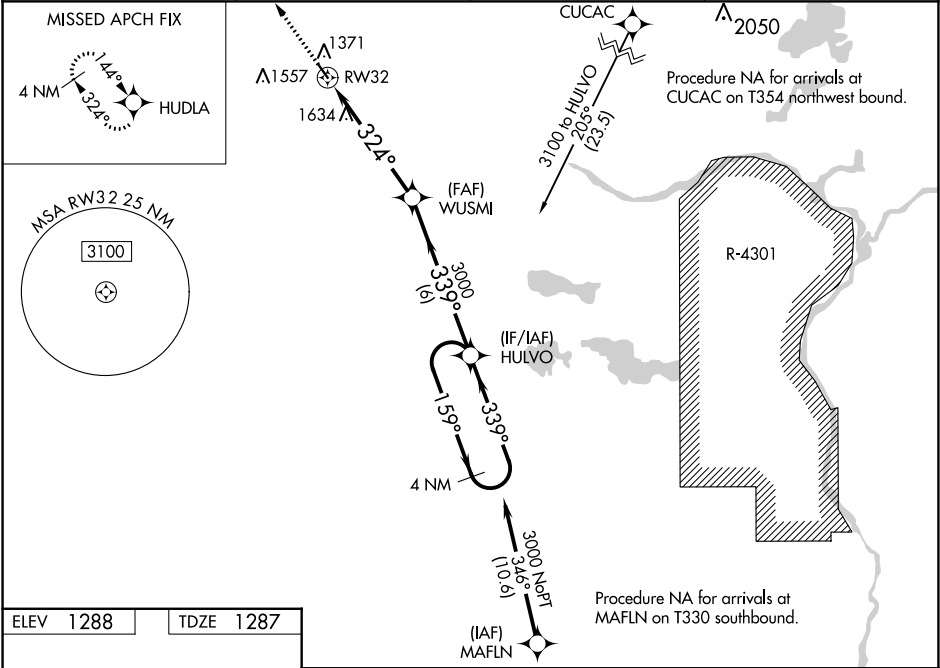 MISSED APCH FIX
4 NM
144°
324°
HUDLA
MSA RW32 25 NM
3100
1371
1557
RW32
1634
324°
(FAF)
WUSMI
3000
339°
(6)
(IF/IAF)
HULVO
159°
339°
4 NM
3000 NoPT
346°
(10.6)
(IAF)
MAFLN
CUCAC
3100 to HULVO
205°
(23.5)
2050
Procedure NA for arrivals at
CUCAC on T354 northwest bound.
R-4301
Procedure NA for arrivals at
MAFLN on T330 southbound.
ELEV 1288
TDZE 1287